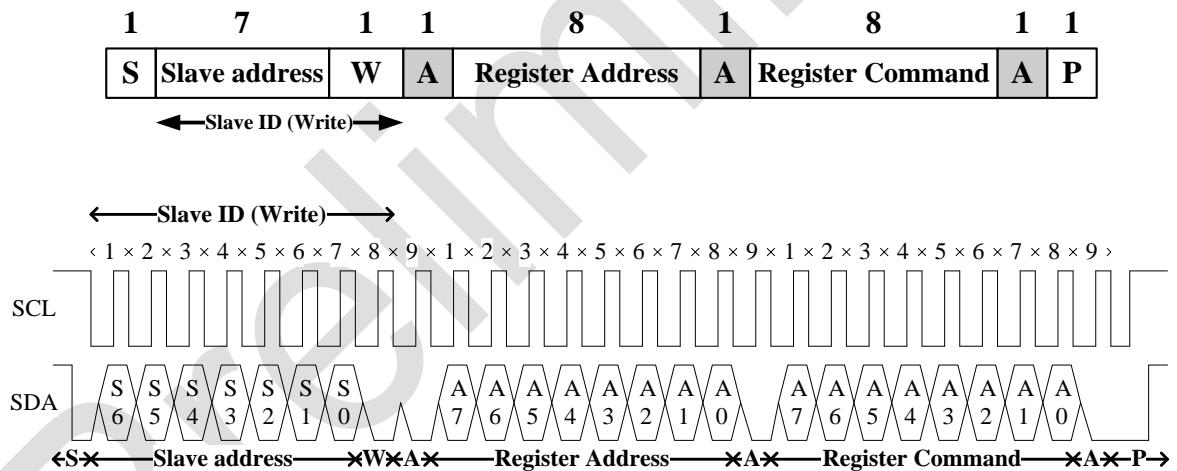 1 7 1 1 8 1 8 1 1
S Slave address W A Register Address A Register Command A P
Slave ID (Write)
Slave ID (Write)
‹ 1 × 2 × 3 × 4 × 5 × 6 × 7 × 8 × 9 × 1 × 2 × 3 × 4 × 5 × 6 × 7 × 8 × 9 × 1 × 2 × 3 × 4 × 5 × 6 × 7 × 8 × 9 ›
SCL
SDA
S S S S S S S A A A A A A A A A A A A A A A A
6 5 4 3 2 1 0 7 6 5 4 3 2 1 0 7 6 5 4 3 2 1 0
S Slave address W A Register Address A Register Command A P
Prelimi